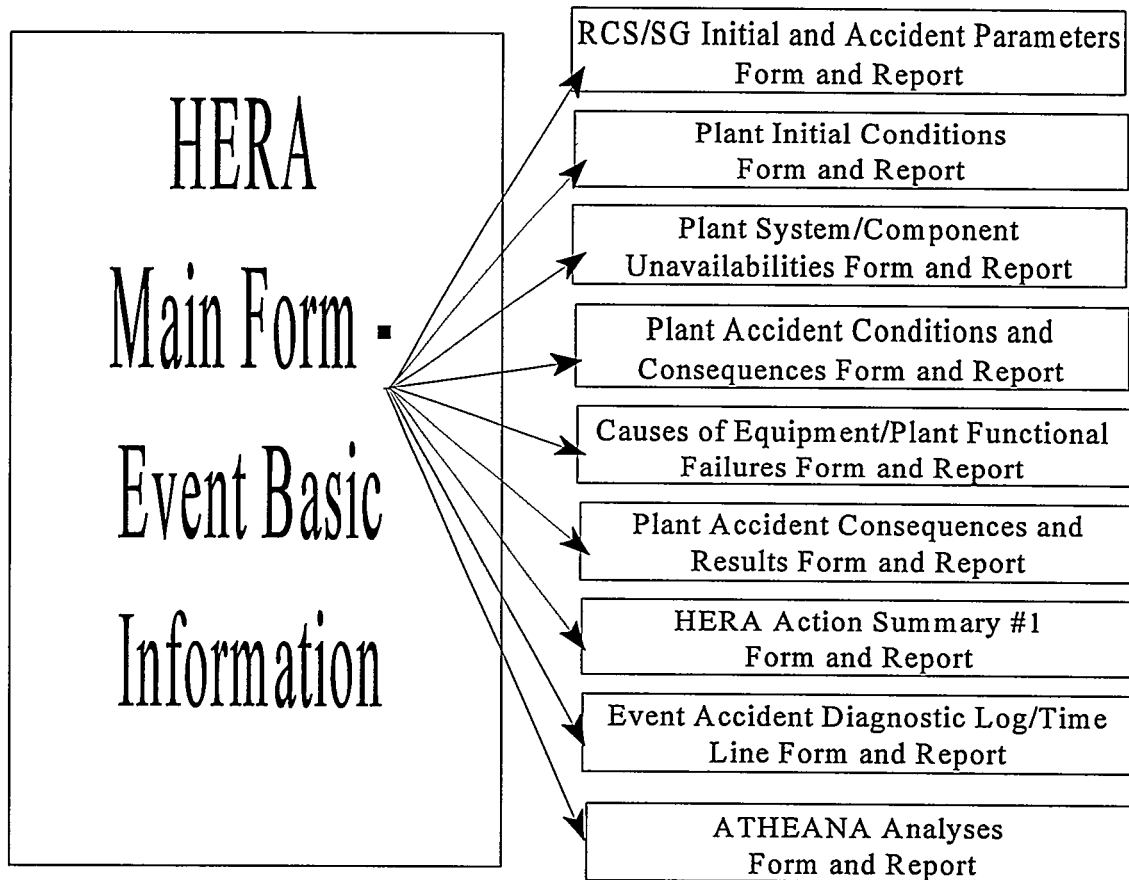 HERA
Main Form -
Event Basic
Information
RCS/SG Initial and Accident Parameters
Form and Report
Plant Initial Conditions
Form and Report
Plant System/Component
Unavailabilities Form and Report
Plant Accident Conditions and
Consequences Form and Report
Causes of Equipment/Plant Functional
Failures Form and Report
Plant Accident Consequences and
Results Form and Report
HERA Action Summary #1
Form and Report
Event Accident Diagnostic Log/Time
Line Form and Report
ATHEANA Analyses
Form and Report